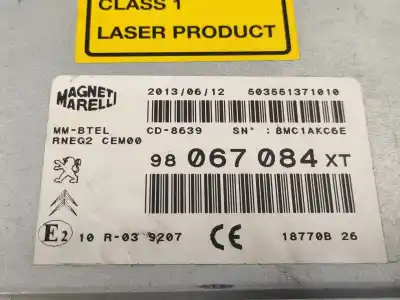 CLASS 1
LASER PRODUCT
MAGNETI MARELLI
2013/06/12 503551371010
MM-BTEL CD-8639 SN° : 8MC1AKC6E
RNEG2 CEM00
98 067 084 XT
E2 10 R-03 9207 CE 18770B 26